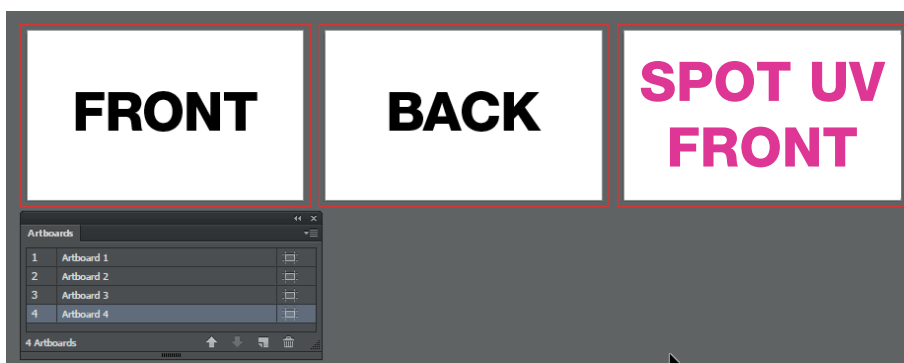 FRONT
BACK
SPOT UV
FRONT
Artboards
1 Artboard 1
2 Artboard 2
3 Artboard 3
4 Artboard 4
4 Artboards